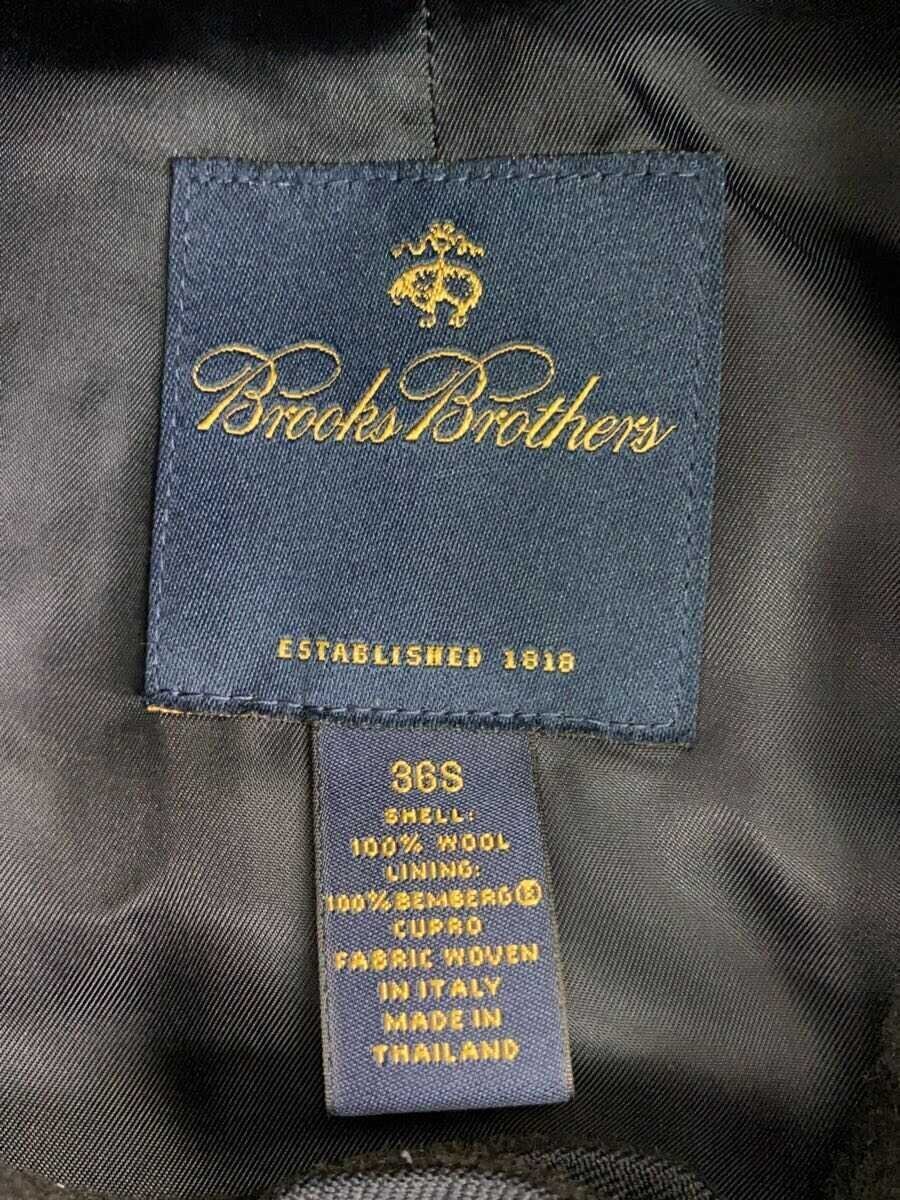 Brooks Brothers
ESTABLISHED 1818
36S
SHELL:
100% WOOL
LINING:
100% BEMBERG®
CUPRO
FABRIC WOVEN
IN ITALY
MADE IN
THAILAND